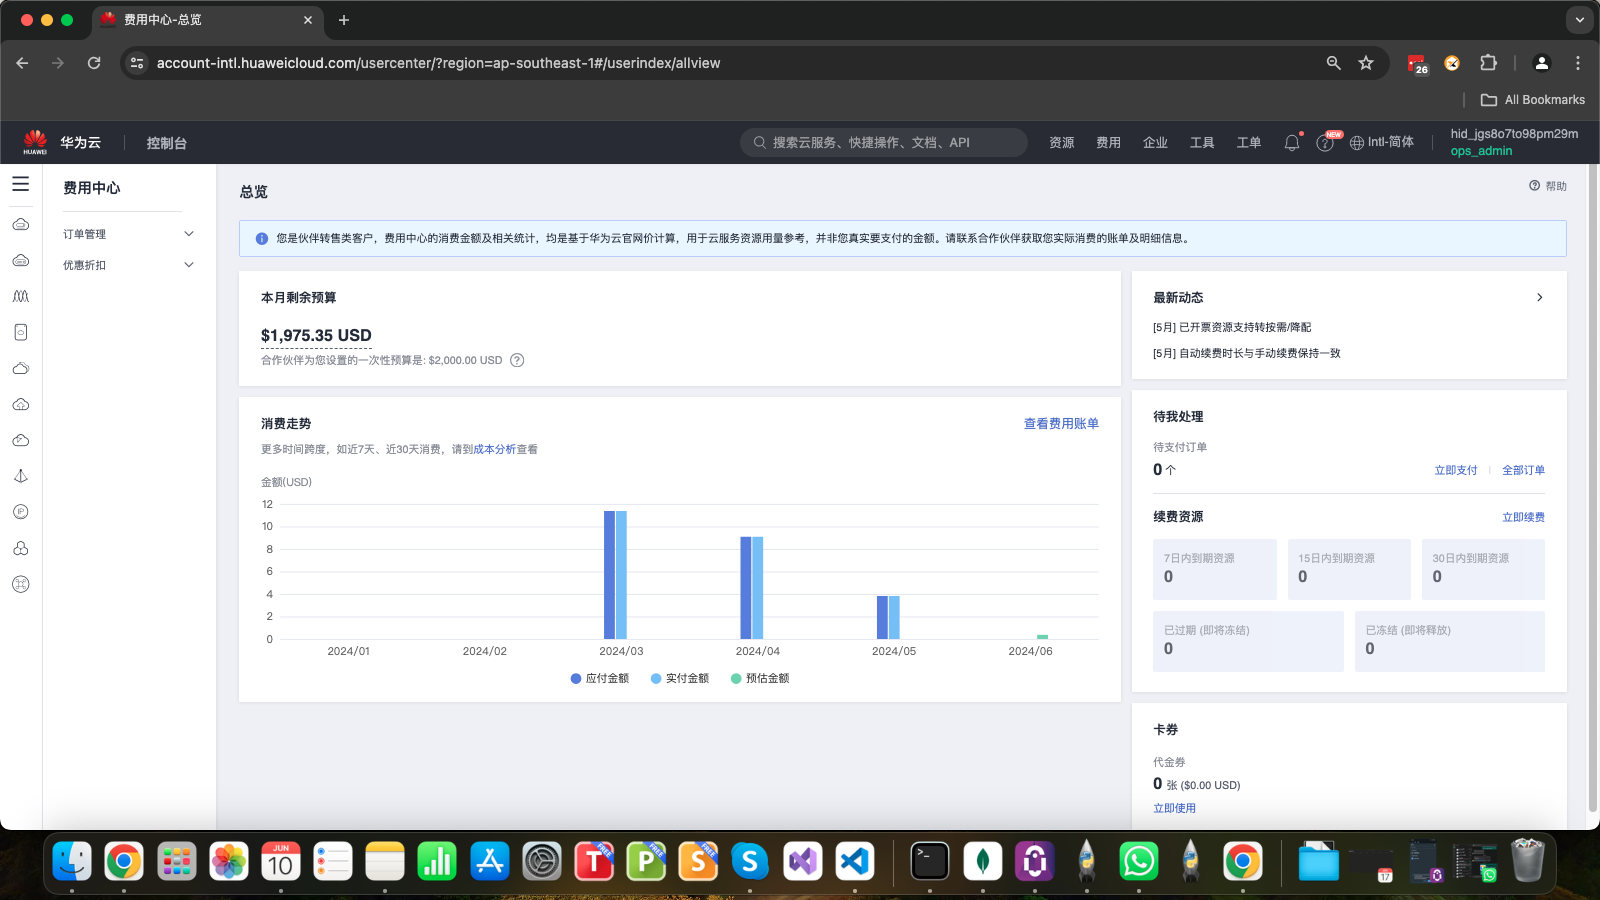 费用中心-总览
account-intl.huaweicloud.com/usercenter/?region=ap-southeast-1#/userindex/allview
26
All Bookmarks
HUAWEI
华为云
控制台
搜索云服务、快捷操作、文档、API
资源
费用
企业
工具
工单
NEW
Intl-简体
hid_jgs8o7to98pm29m
ops_admin
费用中心
订单管理
优惠折扣
总览
帮助
您是伙伴转售类客户，费用中心的消费金额及相关统计，均是基于华为云官网价计算，用于云服务资源用量参考，并非您真实要支付的金额。请联系合作伙伴获取您实际消费的账单及明细信息。
本月剩余预算
$1,975.35 USD
合作伙伴为您设置的一次性预算是: $2,000.00 USD
消费走势
查看费用账单
更多时间跨度，如近7天、近30天消费，请到成本分析查看
金额(USD)
12
10
8
6
4
2
0
2024/01
2024/02
2024/03
2024/04
2024/05
2024/06
应付金额
实付金额
预估金额
最新动态
[5月] 已开票资源支持转按需/降配
[5月] 自动续费时长与手动续费保持一致
待我处理
待支付订单
0 个
立即支付
全部订单
续费资源
立即续费
7日内到期资源
0
15日内到期资源
0
30日内到期资源
0
已过期 (即将冻结)
0
已冻结 (即将释放)
0
卡券
代金券
0 张 ($0.00 USD)
立即使用
IP
JUN
10
T
FREE
P
FREE
S
FREE
S
17